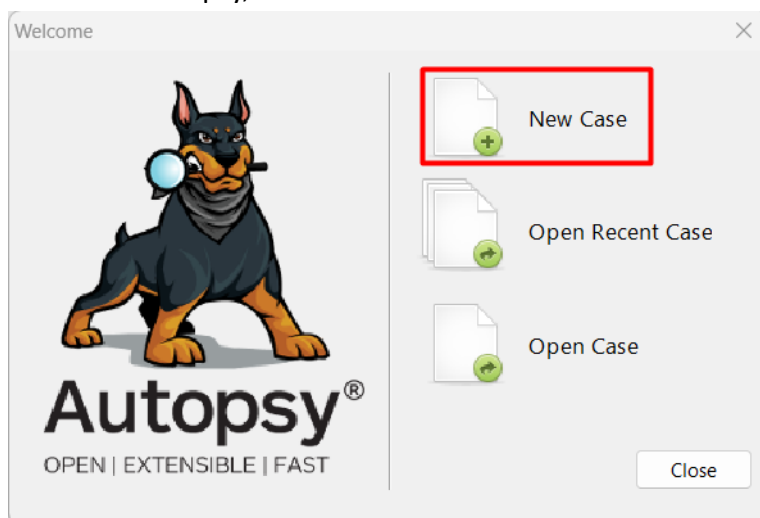 Welcome
New Case
Open Recent Case
Open Case
Autopsy®
OPEN | EXTENSIBLE | FAST
Close